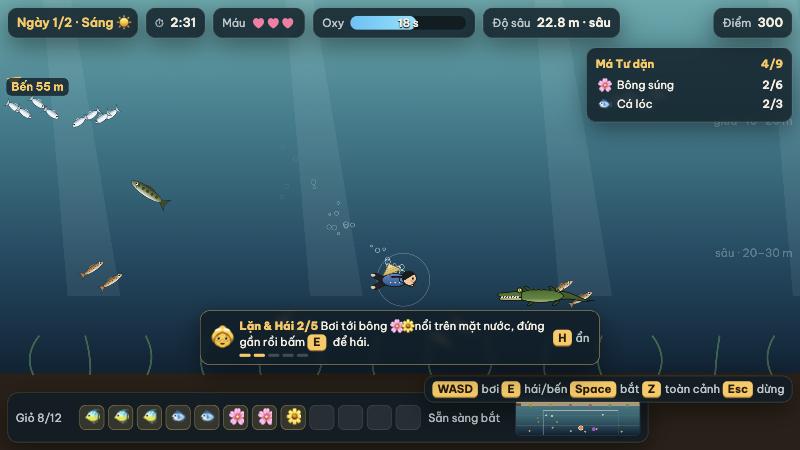 Ngày 1/2 · Sáng
2:31
Máu
Oxy 18 s
Độ sâu 22.8 m · sâu
Điểm 300
Má Tư dặn 4/9
Bông súng 2/6
Cá lóc 2/3
Bến 55 m
sâu · 20–30 m
Lặn & Hái 2/5 Bơi tới bông nổi trên mặt nước, đứng
gần rồi bấm E để hái.
H ẩn
WASD bơi E hái/bến Space bắt Z toàn cảnh Esc dừng
Giỏ 8/12
Sẵn sàng bắt